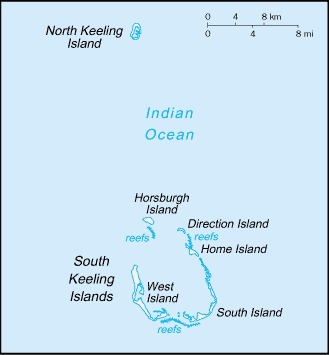 0 4 8 km
0 4 8 mi
North Keeling
Island
Indian
Ocean
Horsburgh
Island
reefs
Direction Island
reefs
Home Island
South
Keeling
Islands
West
Island
South Island
reefs